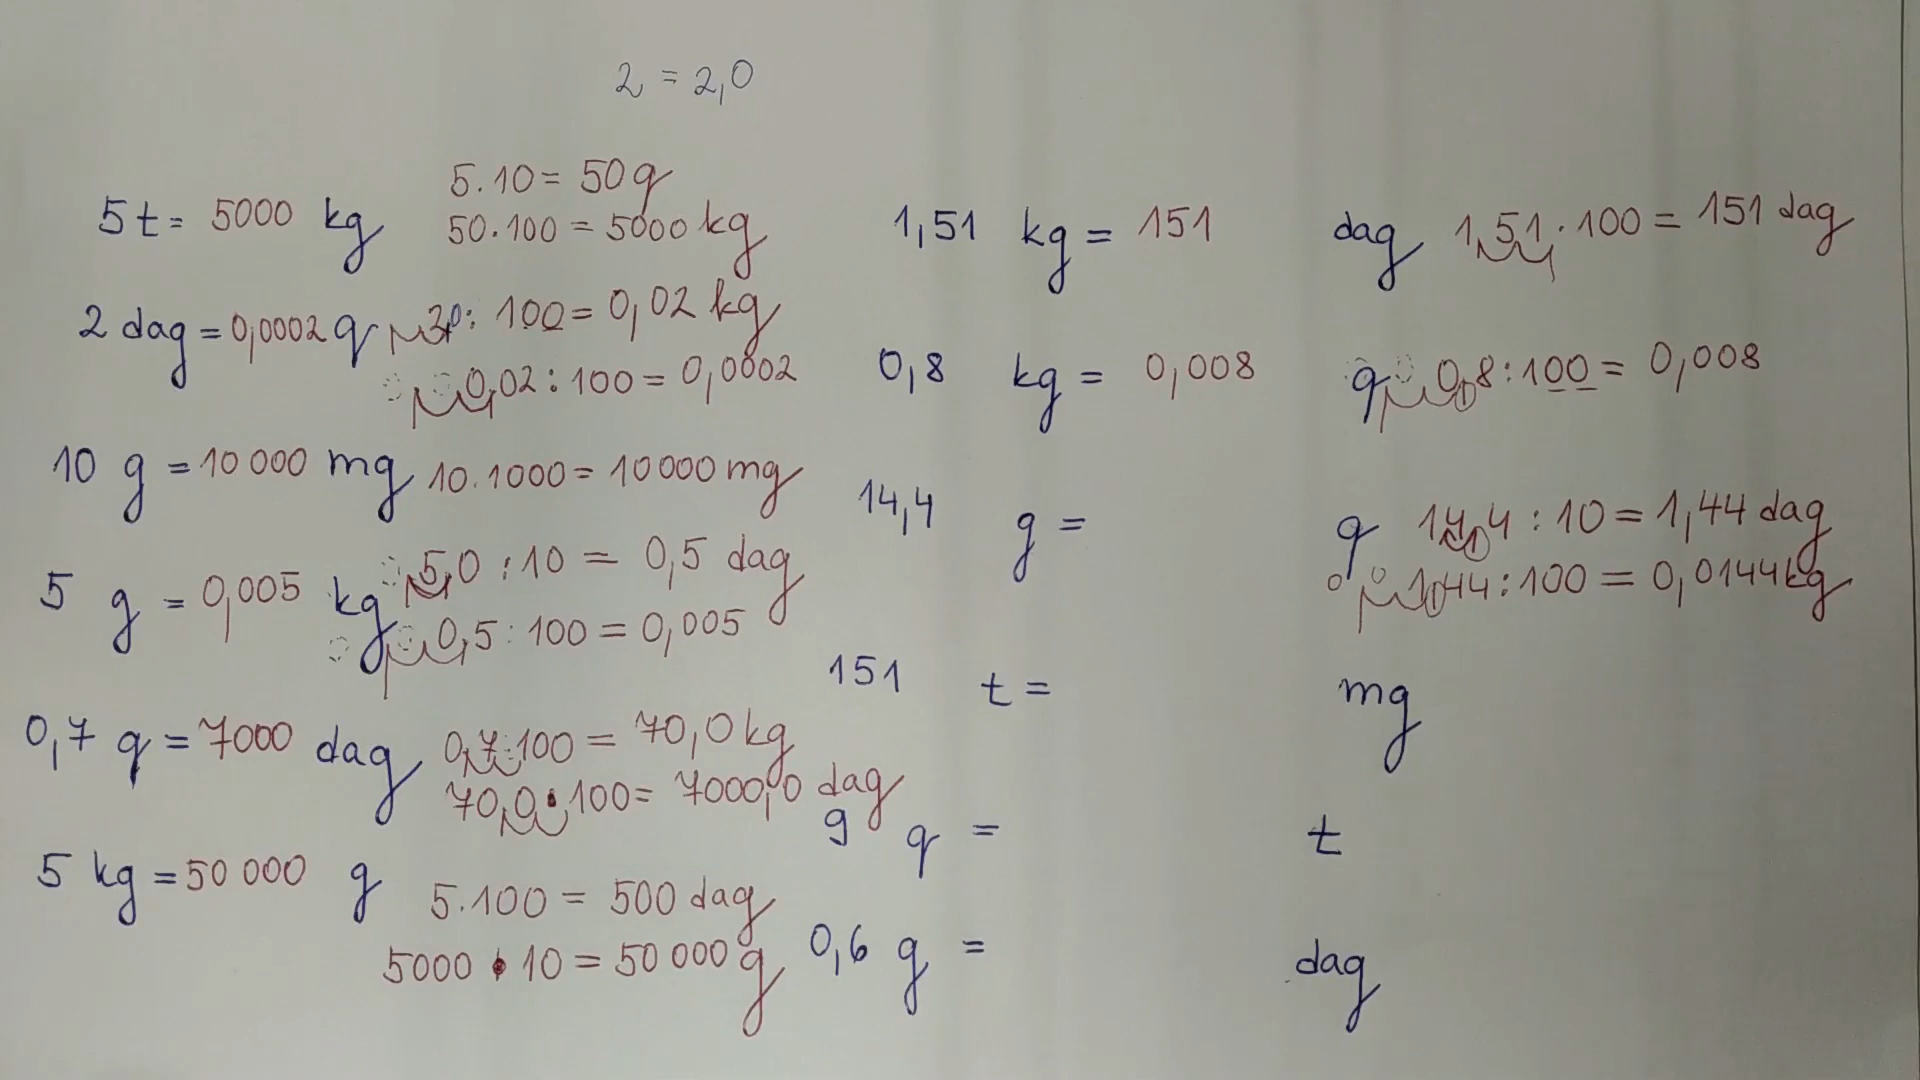 2 = 2,0
5 t = 5000 kg
5 . 10 = 50 q
50 . 100 = 5000 kg
2 dag = 0,0002 q
2,0 : 100 = 0,02 kg
0,02 : 100 = 0,0002
10 g = 10 000 mg 10 . 1000 = 10 000 mg
5 g = 0,005 kg
5,0 : 10 = 0,5 dag
0,5 : 100 = 0,005
0,7 q = 7000 dag
0,7 . 100 = 70,0 kg
70,0 . 100 = 7000,0 dag
5 kg = 50 000 g
5 . 100 = 500 dag
5000 . 10 = 50 000 g
1,51 kg = 151 dag 1,51 . 100 = 151 dag
0,8 kg = 0,008 q 0,8 : 100 = 0,008
14,4 g = q
14,4 : 10 = 1,44 dag
0 0 1,44 : 100 = 0,0144 kg
151 t = mg
9 q = t
0,6 g = dag